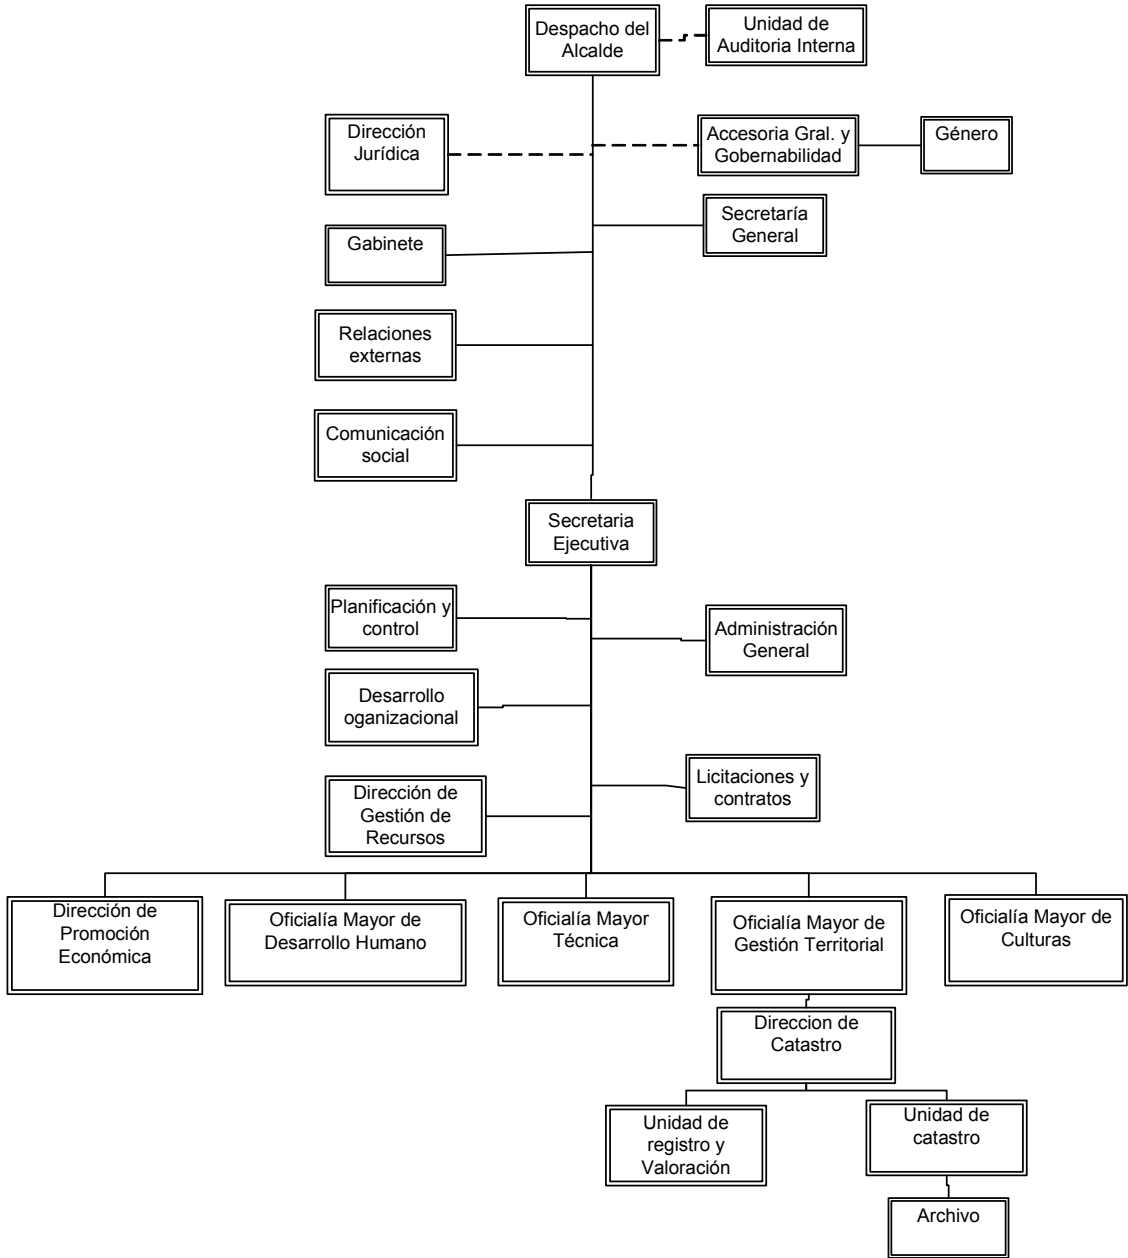 Despacho del
Alcalde
Unidad de
Auditoria Interna
Dirección
Jurídica
Accesoria Gral. y
Gobernabilidad
Género
Secretaría
General
Gabinete
Relaciones
externas
Comunicación
social
Secretaria
Ejecutiva
Planificación y
control
Administración
General
Desarrollo
oganizacional
Licitaciones y
contratos
Dirección de
Gestión de
Recursos
Dirección de
Promoción
Económica
Oficialía Mayor de
Desarrollo Humano
Oficialía Mayor
Técnica
Oficialía Mayor de
Gestión Territorial
Oficialía Mayor de
Culturas
Direccion de
Catastro
Unidad de
registro y
Valoración
Unidad de
catastro
Archivo